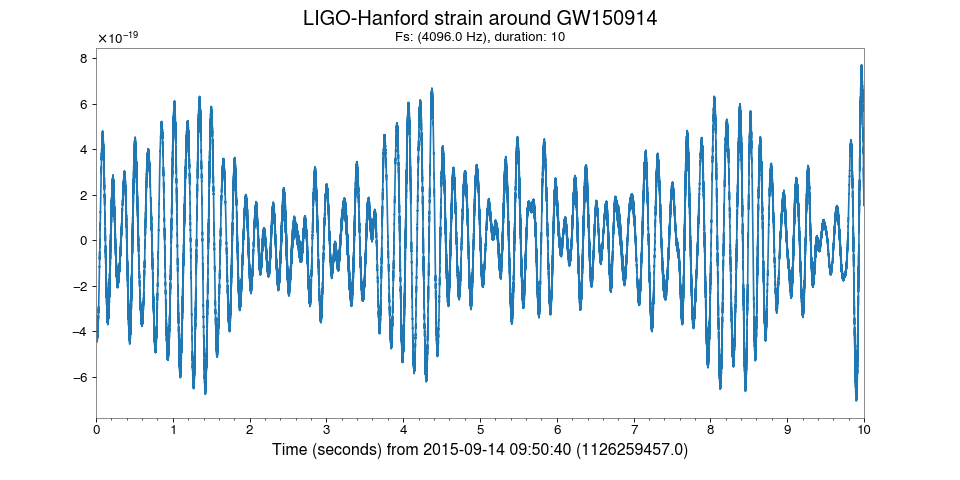 LIGO-Hanford strain around GW150914
Fs: (4096.0 Hz), duration: 10
×10⁻¹⁹
8
6
4
2
0
−2
−4
−6
0 1 2 3 4 5 6 7 8 9 10
Time (seconds) from 2015-09-14 09:50:40 (1126259457.0)